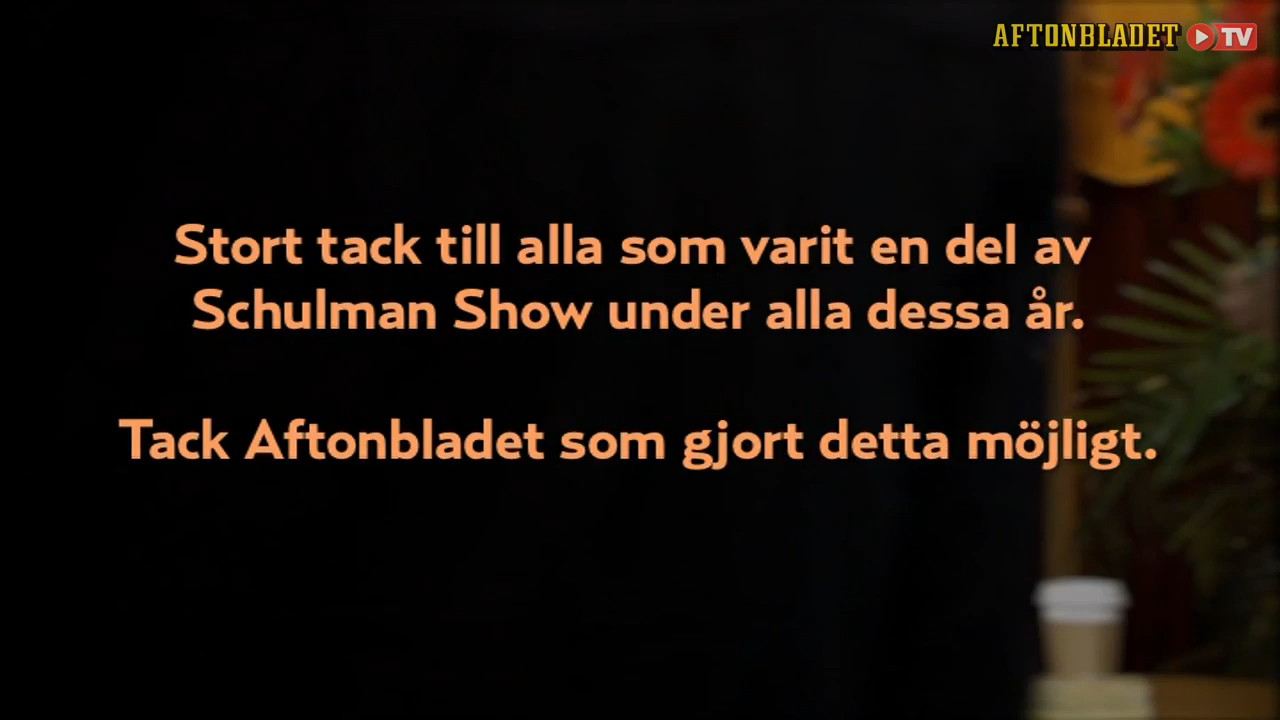 AFTONBLADET TV
Stort tack till alla som varit en del av
Schulman Show under alla dessa år.
Tack Aftonbladet som gjort detta möjligt.